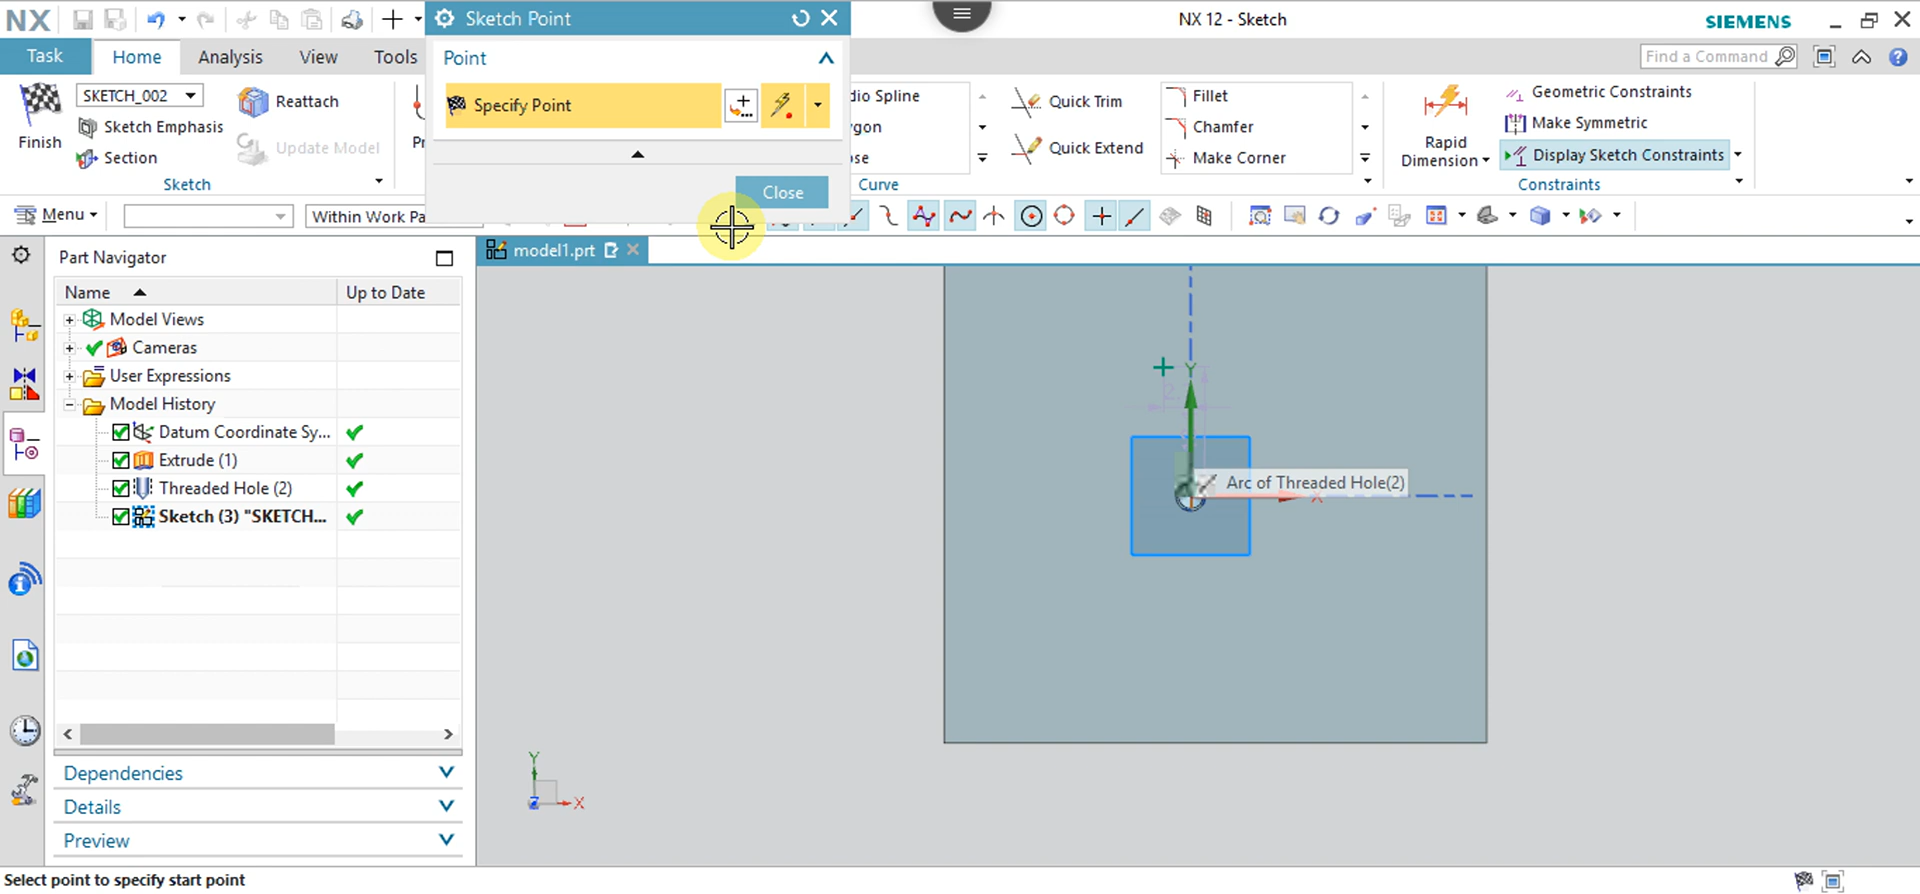 NX
Sketch Point
NX 12 - Sketch
SIEMENS
Task
Home
Analysis
View
Tools
Point
Find a Command
Specify Point
Finish
SKETCH_002
Sketch Emphasis
Section
Reattach
Update Model
Sketch
Close
dio Spline
ygon
Quick Trim
Quick Extend
Fillet
Chamfer
Make Corner
Curve
Rapid
Dimension
Geometric Constraints
Make Symmetric
Display Sketch Constraints
Constraints
Menu
Within Work Pa
Part Navigator
model1.prt
Name
Up to Date
Model Views
Cameras
User Expressions
Model History
Datum Coordinate Sy...
Extrude (1)
Threaded Hole (2)
Sketch (3) "SKETCH...
Y
Arc of Threaded Hole(2)
X
Y
X
Z
Dependencies
Details
Preview
Select point to specify start point